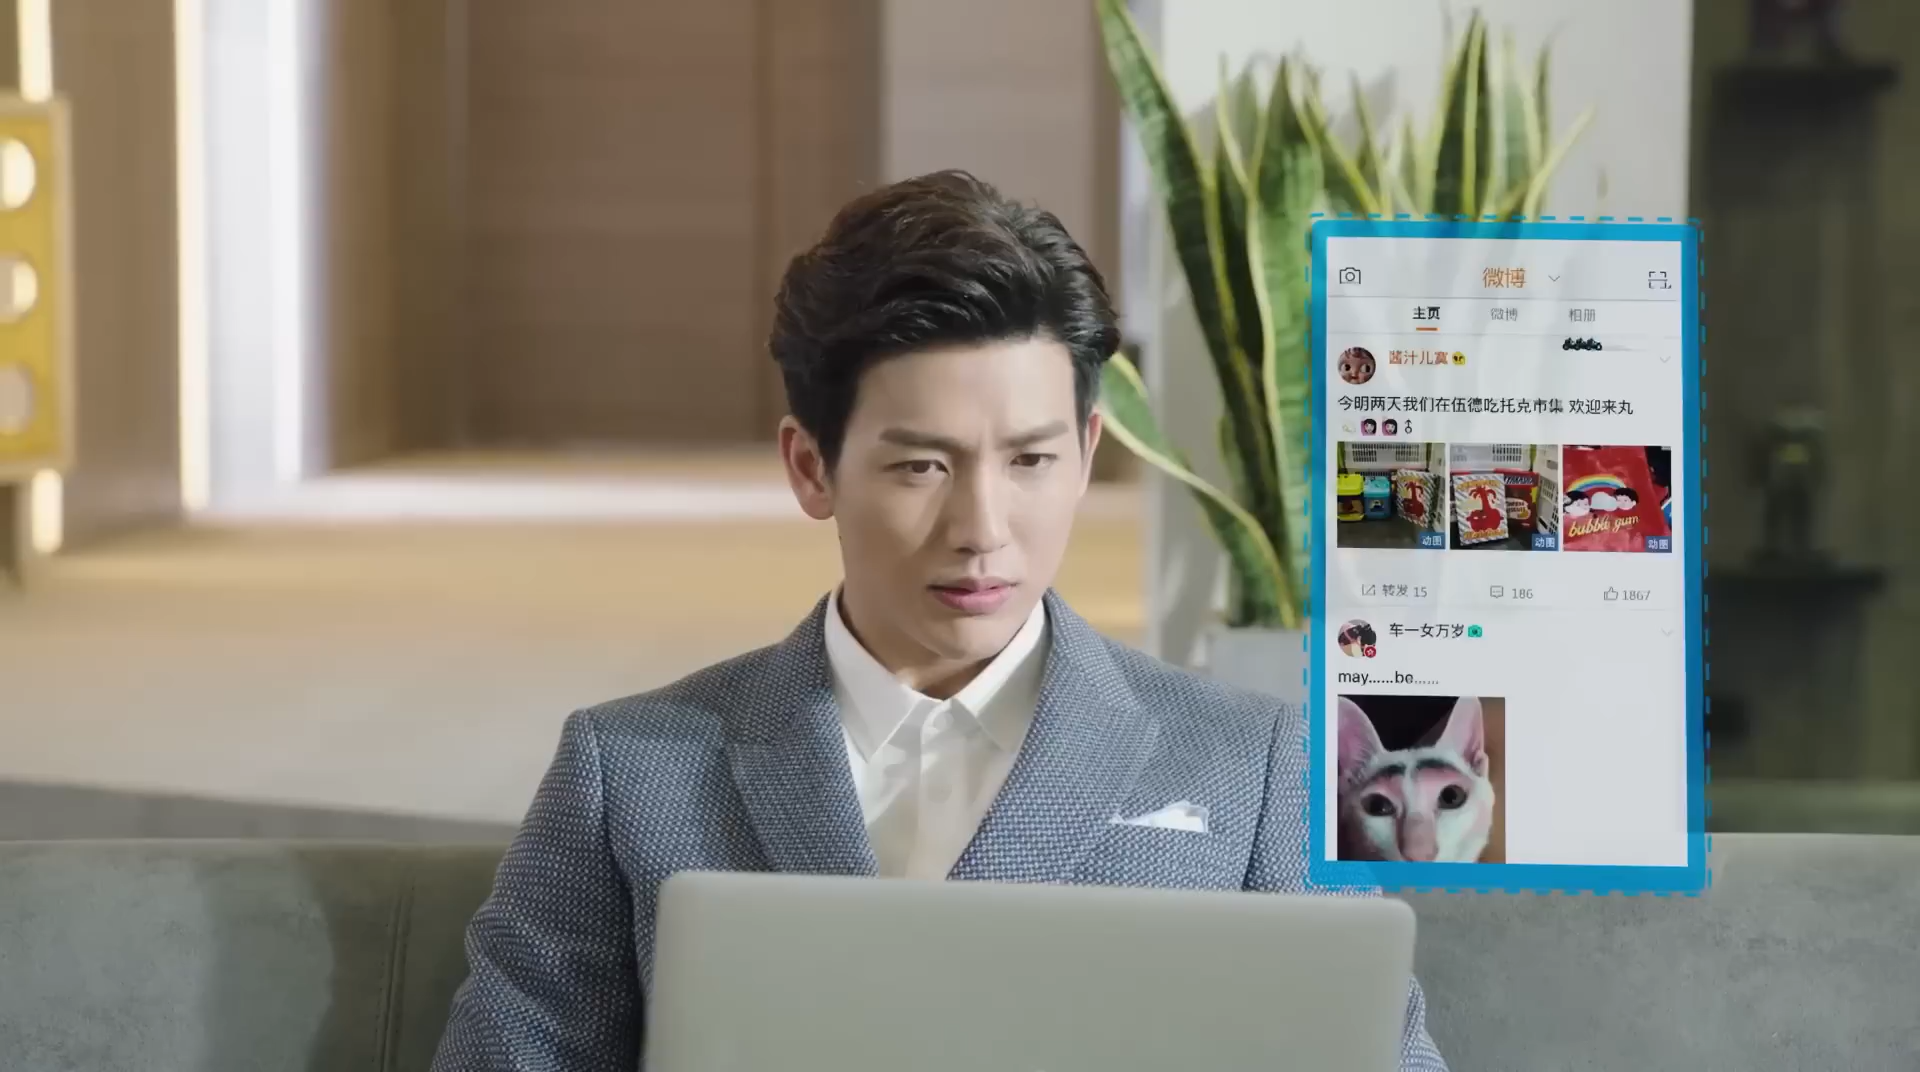 微博
主页 微博 相册
酱汁儿寞
今明两天我们在伍德吃托克市集 欢迎来丸
动图 动图 bubble gum 动图
转发 15 186 1867
车一女万岁
may......be......